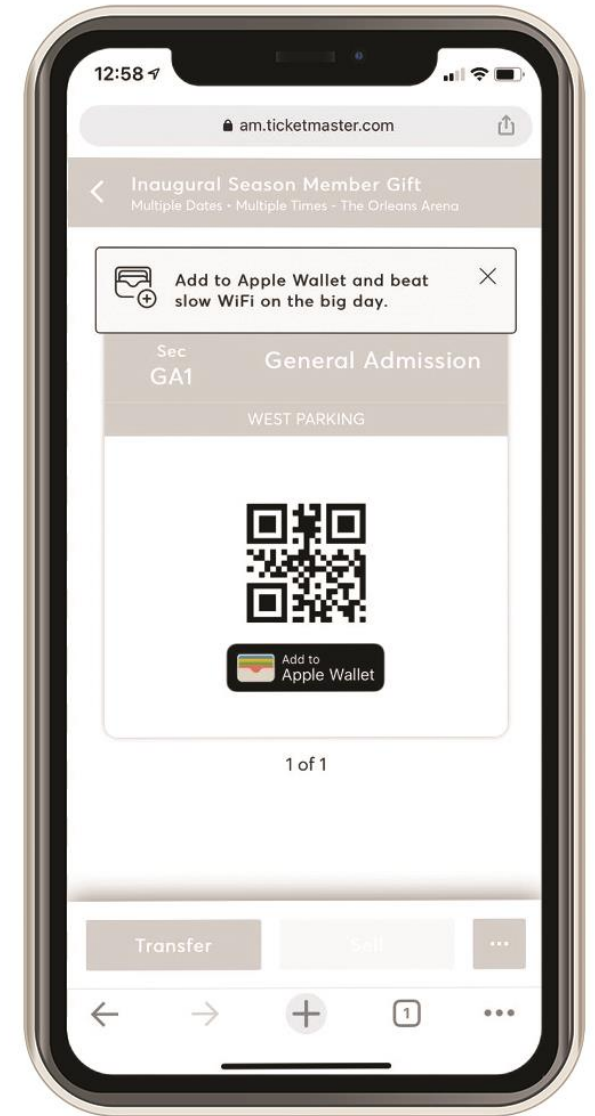 12:58
am.ticketmaster.com
Inaugural Season Member Gift
Multiple Dates • Multiple Times - The Orleans Arena
Add to Apple Wallet and beat
slow WiFi on the big day.
Sec
GA1
General Admission
WEST PARKING
Add to
Apple Wallet
1 of 1
Transfer
Sell
1